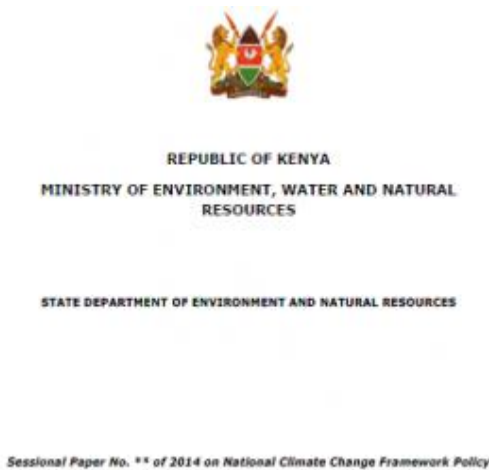 REPUBLIC OF KENYA
MINISTRY OF ENVIRONMENT, WATER AND NATURAL
RESOURCES
STATE DEPARTMENT OF ENVIRONMENT AND NATURAL RESOURCES
Sessional Paper No. ** of 2014 on National Climate Change Framework Policy